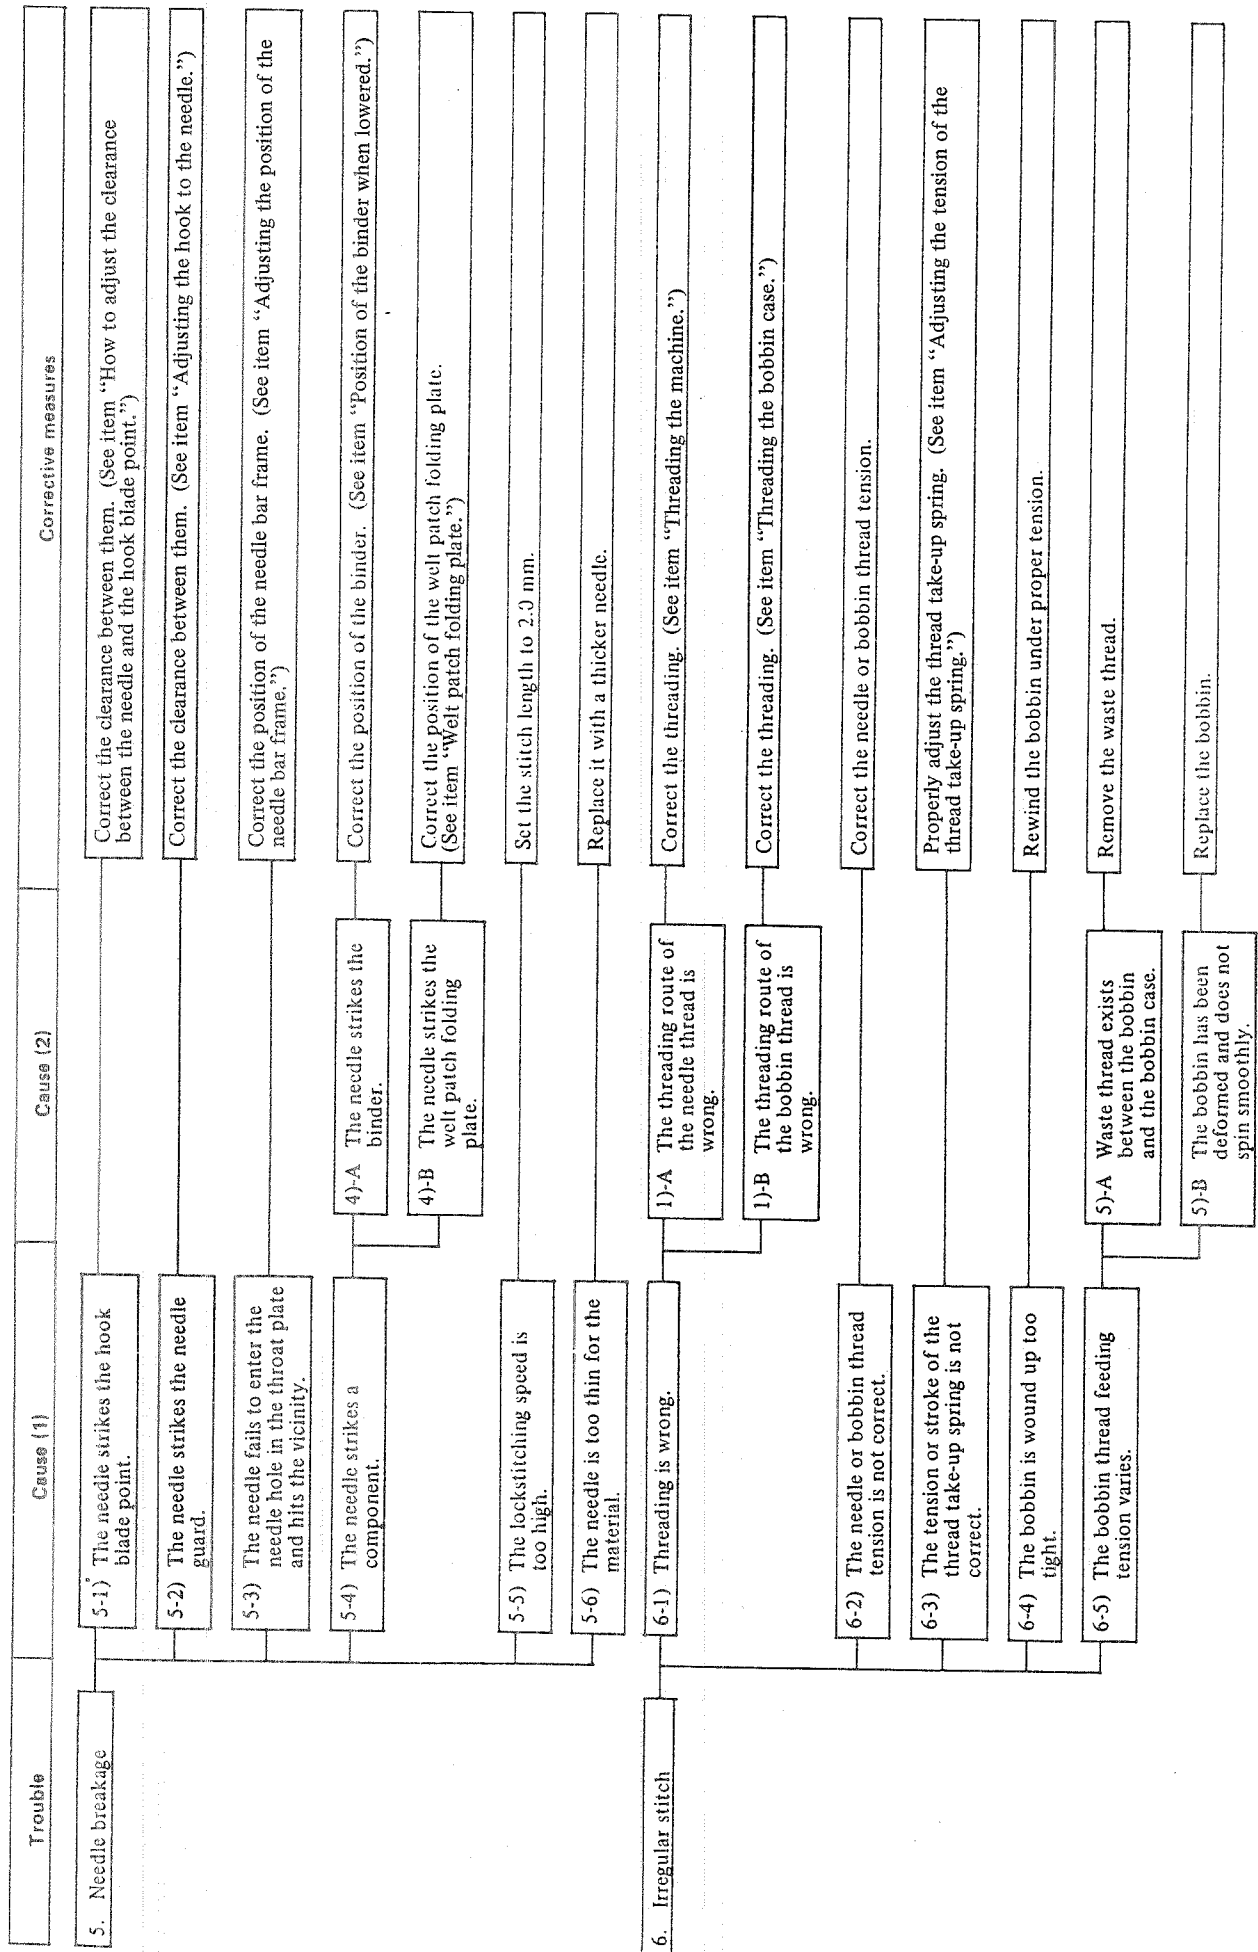 Trouble
Cause (1)
Cause (2)
Corrective measures
5. Needle breakage
5-1) The needle strikes the hook
blade point.
Correct the clearance between them. (See item “How to adjust the clearance
between the needle and the hook blade point.”)
5-2) The needle strikes the needle
guard.
Correct the clearance between them. (See item “Adjusting the hook to the needle.”)
5-3) The needle fails to enter the
needle hole in the throat plate
and hits the vicinity.
Correct the position of the needle bar frame. (See item “Adjusting the position of the
needle bar frame.”)
5-4) The needle strikes a
component.
4)-A The needle strikes the
binder.
Correct the position of the binder. (See item “Position of the binder when lowered.”)
4)-B The needle strikes the
welt patch folding
plate.
Correct the position of the welt patch folding plate.
(See item “Welt patch folding plate.”)
5-5) The lockstitching speed is
too high.
Set the stitch length to 2.0 mm.
5-6) The needle is too thin for the
material.
Replace it with a thicker needle.
6. Irregular stitch
6-1) Threading is wrong.
1)-A The threading route of
the needle thread is
wrong.
Correct the threading. (See item “Threading the machine.”)
1)-B The threading route of
the bobbin thread is
wrong.
Correct the threading. (See item “Threading the bobbin case.”)
6-2) The needle or bobbin thread
tension is not correct.
Correct the needle or bobbin thread tension.
6-3) The tension or stroke of the
thread take-up spring is not
correct.
Properly adjust the thread take-up spring. (See item “Adjusting the tension of the
thread take-up spring.”)
6-4) The bobbin is wound up too
tight.
Rewind the bobbin under proper tension.
6-5) The bobbin thread feeding
tension varies.
5)-A Waste thread exists
between the bobbin
and the bobbin case.
Remove the waste thread.
5)-B The bobbin has been
deformed and does not
spin smoothly.
Replace the bobbin.